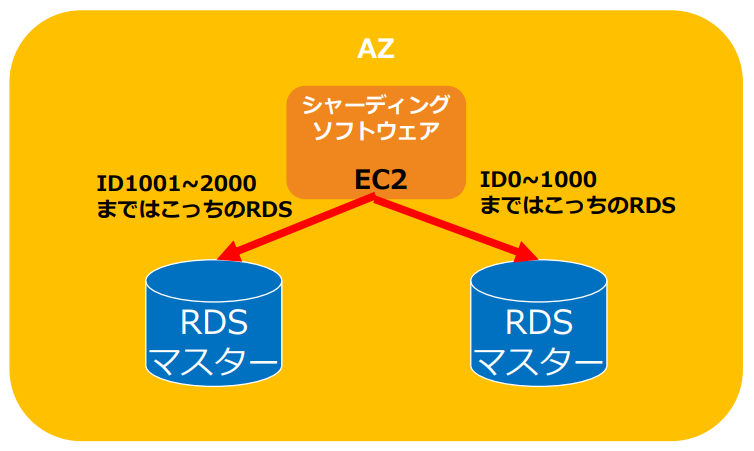 AZ
シャーディング
ソフトウェア
EC2
ID1001~2000
まではこっちのRDS
ID0~1000
まではこっちのRDS
RDS
マスター
RDS
マスター